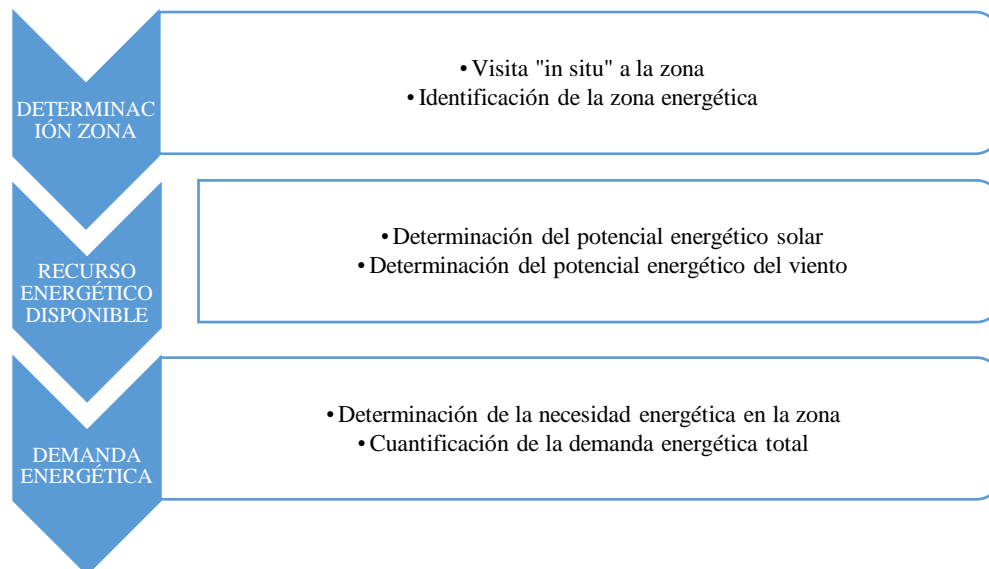 DETERMINAC
IÓN ZONA
• Visita "in situ" a la zona
• Identificación de la zona energética
RECURSO
ENERGÉTICO
DISPONIBLE
• Determinación del potencial energético solar
• Determinación del potencial energético del viento
DEMANDA
ENERGÉTICA
• Determinación de la necesidad energética en la zona
• Cuantificación de la demanda energética total